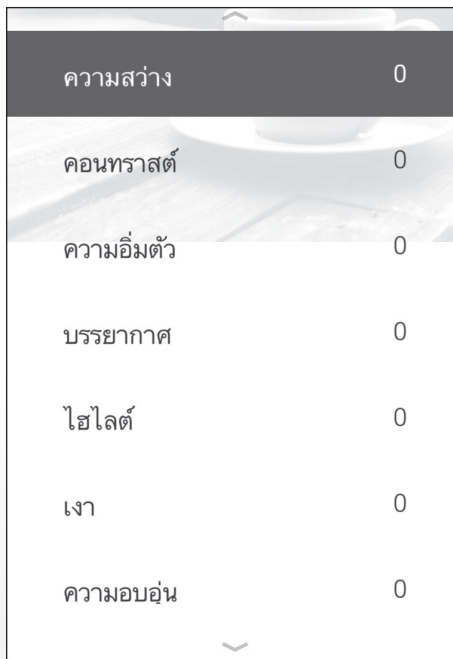 ความสว่าง 0
คอนทราสต์ 0
ความอิ่มตัว 0
บรรยากาศ 0
ไฮไลต์ 0
เงา 0
ความอบอุ่น 0